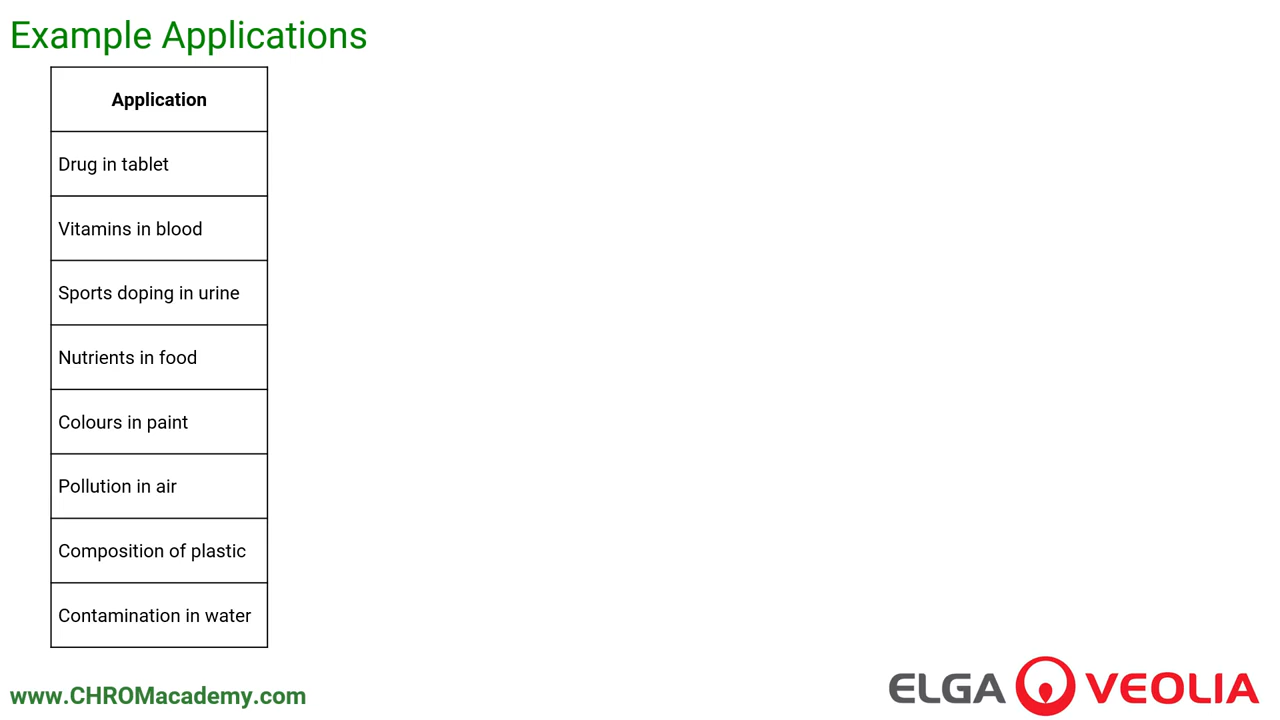 Example Applications
Application
Drug in tablet
Vitamins in blood
Sports doping in urine
Nutrients in food
Colours in paint
Pollution in air
Composition of plastic
Contamination in water
www.CHROMacademy.com
ELGA VEOLIA